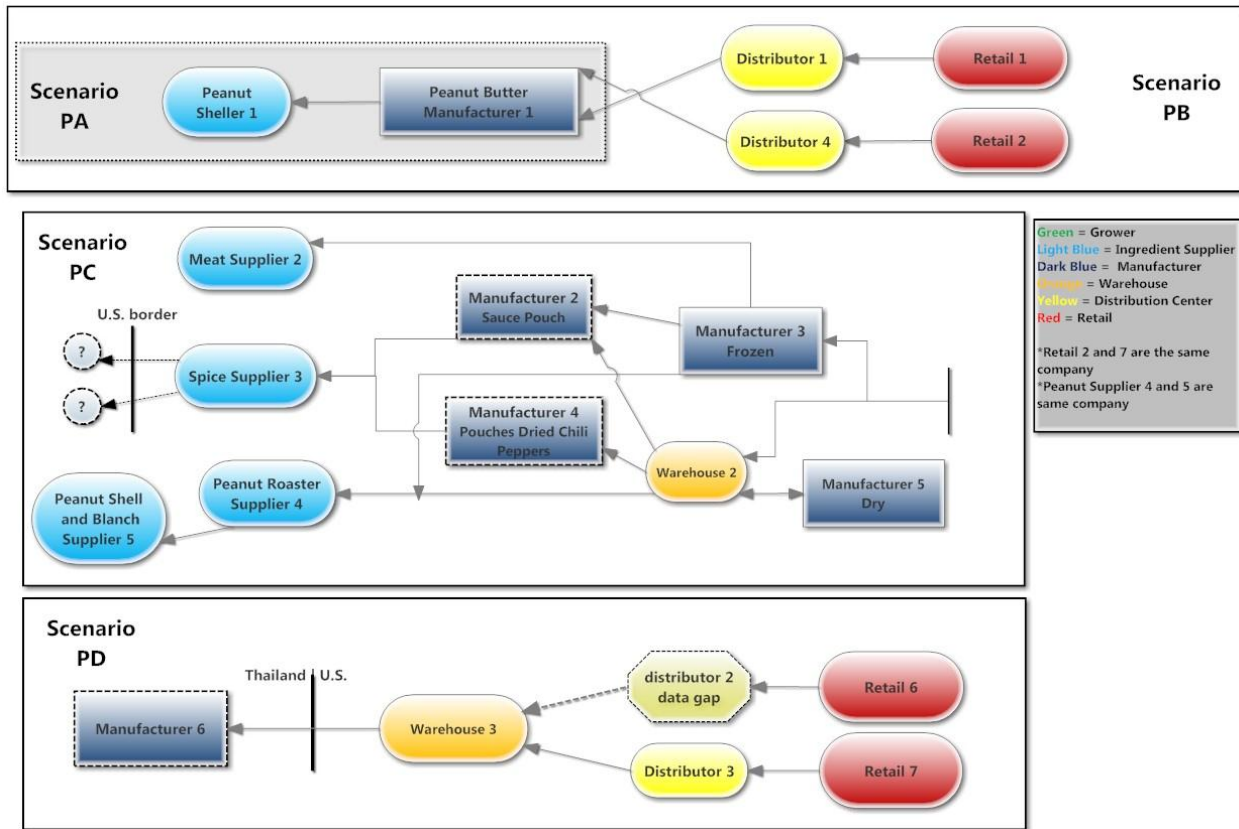 Scenario
PA
Peanut
Sheller 1
Peanut Butter
Manufacturer 1
Distributor 1
Distributor 4
Retail 1
Retail 2
Scenario
PB
Scenario
PC
Meat Supplier 2
U.S. border
?
?
Spice Supplier 3
Manufacturer 2
Sauce Pouch
Manufacturer 3
Frozen
Manufacturer 4
Pouches Dried Chili
Peppers
Warehouse 2
Manufacturer 5
Dry
Peanut Roaster
Supplier 4
Peanut Shell
and Blanch
Supplier 5
Green = Grower
Light Blue = Ingredient Supplier
Dark Blue = Manufacturer
Orange = Warehouse
Yellow = Distribution Center
Red = Retail
*Retail 2 and 7 are the same
company
*Peanut Supplier 4 and 5 are
same company
Scenario
PD
Thailand U.S.
Manufacturer 6
Warehouse 3
distributor 2
data gap
Distributor 3
Retail 6
Retail 7